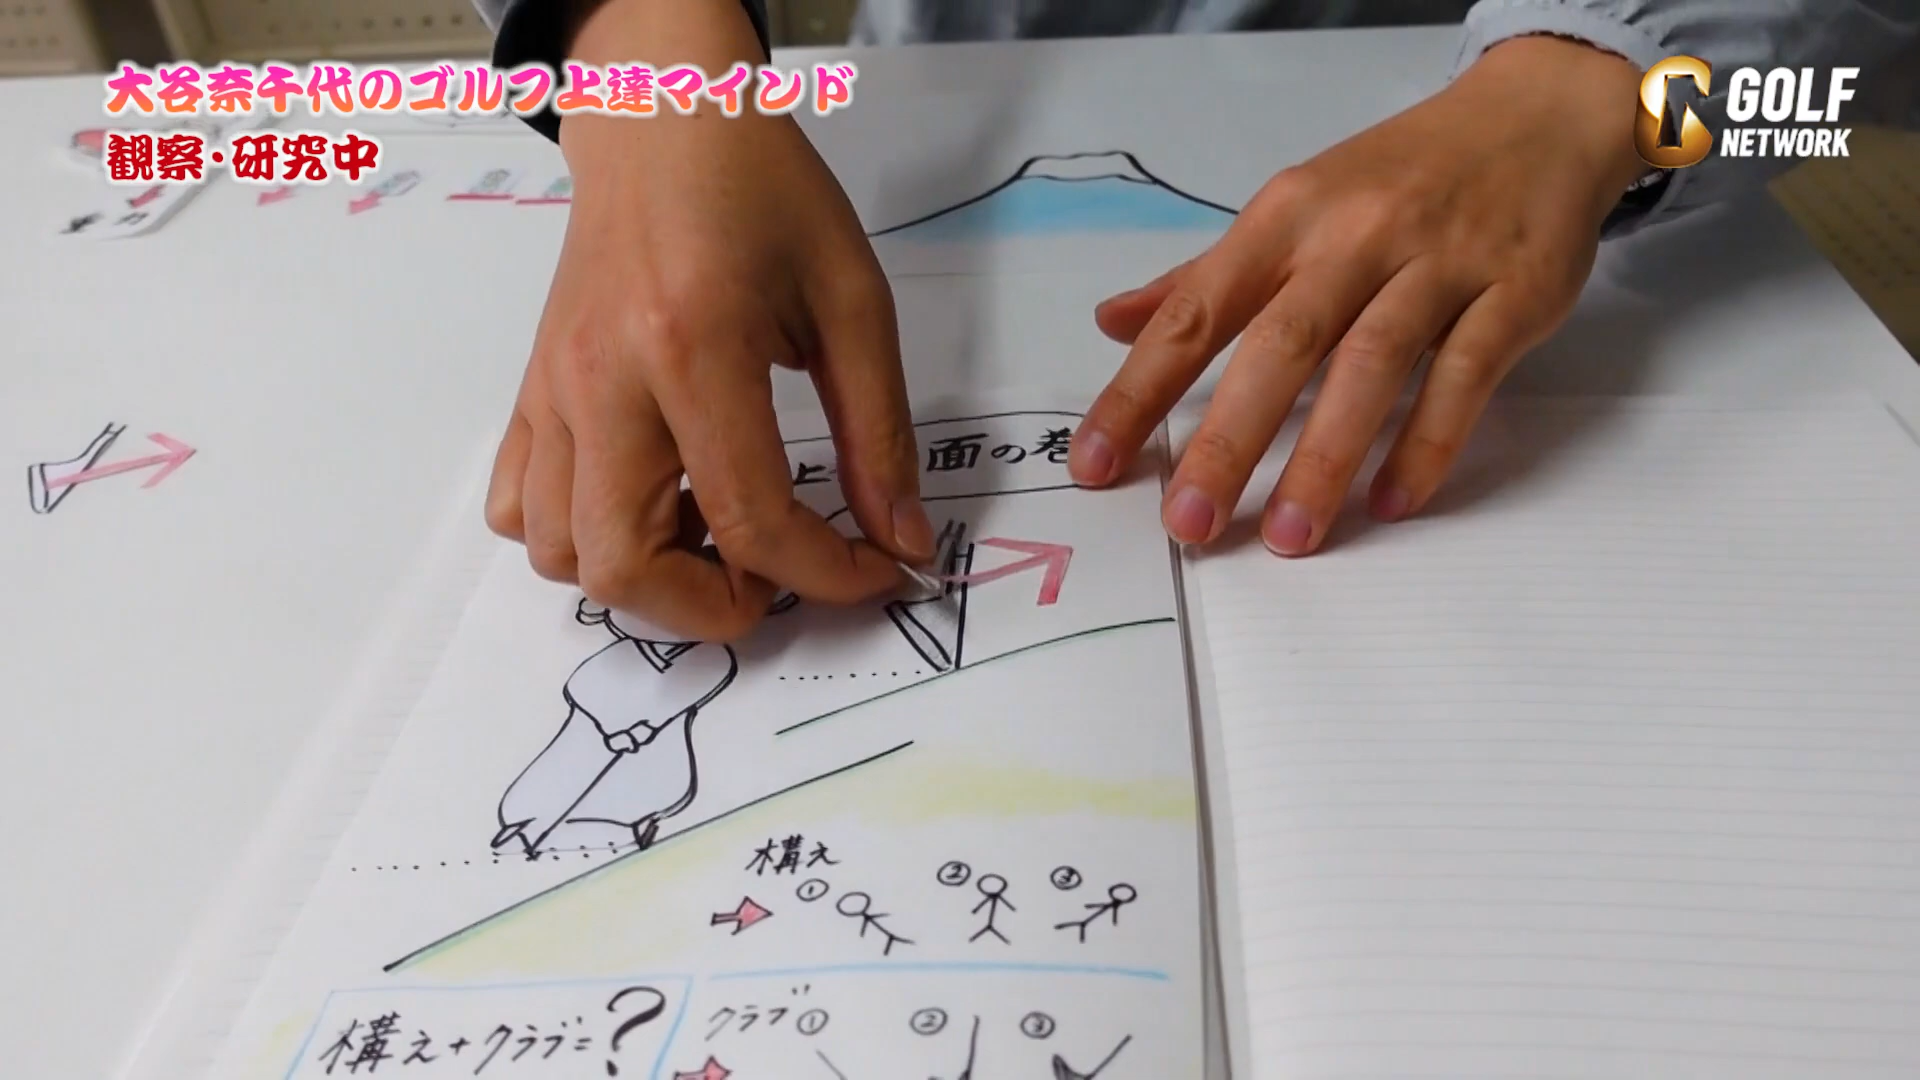 大谷奈千代のゴルフ上達マインド
観察・研究中
GOLF
NETWORK
上
面の巻
構え
① ② ③
構え+クラブ=?
クラブ① ② ③